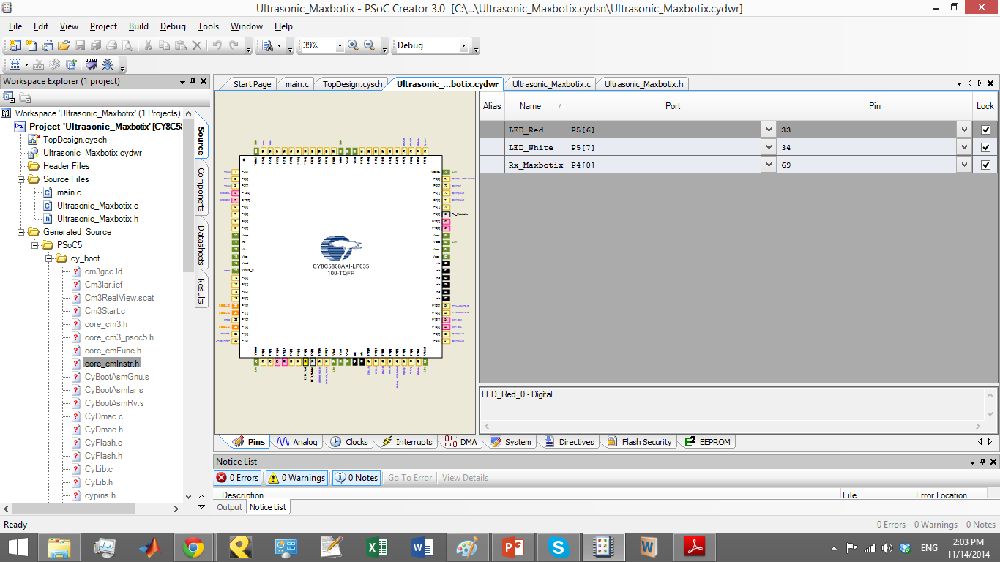 Ultrasonic_Maxbotix - PSoC Creator 3.0 [C:\...\Ultrasonic_Maxbotix.cydsn\Ultrasonic_Maxbotix.cydwr]
File Edit View Project Build Debug Tools Window Help
39% Debug
Workspace Explorer (1 project)
Start Page main.c TopDesign.cysch Ultrasonic_...botix.cydwr Ultrasonic_Maxbotix.c Ultrasonic_Maxbotix.h
Workspace 'Ultrasonic_Maxbotix' (1 Projects)
Project 'Ultrasonic_Maxbotix' [CY8C58
TopDesign.cysch
Ultrasonic_Maxbotix.cydwr
Header Files
Source Files
main.c
Ultrasonic_Maxbotix.c
Ultrasonic_Maxbotix.h
Generated_Source
PSoC5
cy_boot
cm3gcc.ld
Cm3Iar.icf
Cm3RealView.scat
Cm3Start.c
core_cm3.h
core_cm3_psoc5.h
core_cmFunc.h
core_cmInstr.h
CyBootAsmGnu.s
CyBootAsmIar.s
CyBootAsmRv.s
CyDmac.c
CyDmac.h
CyFlash.c
CyFlash.h
CyLib.c
CyLib.h
cypins.h
Source
Components
Datasheets
Results
CY8C5868AXI-LP035
100-TQFP
Rx_Maxbotix
Alias Name Port Pin Lock
LED_Red P5[6] 33
LED_White P5[7] 34
Rx_Maxbotix P4[0] 69
LED_Red_0 - Digital
Pins Analog Clocks Interrupts DMA System Directives Flash Security EEPROM
Notice List
0 Errors 0 Warnings 0 Notes Go To Error View Details
Description File Error Location
Output Notice List
Ready 0 Errors 0 Warnings 0 Notes
ENG 2:03 PM
11/14/2014